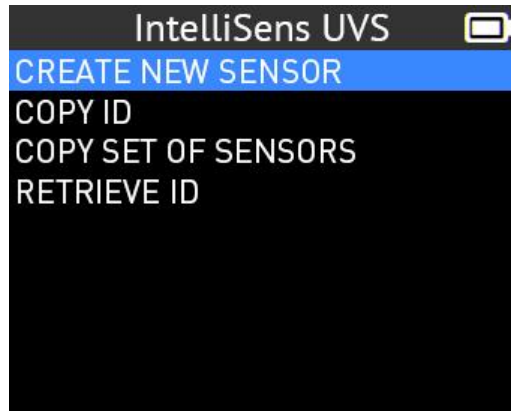 IntelliSens UVS
CREATE NEW SENSOR
COPY ID
COPY SET OF SENSORS
RETRIEVE ID